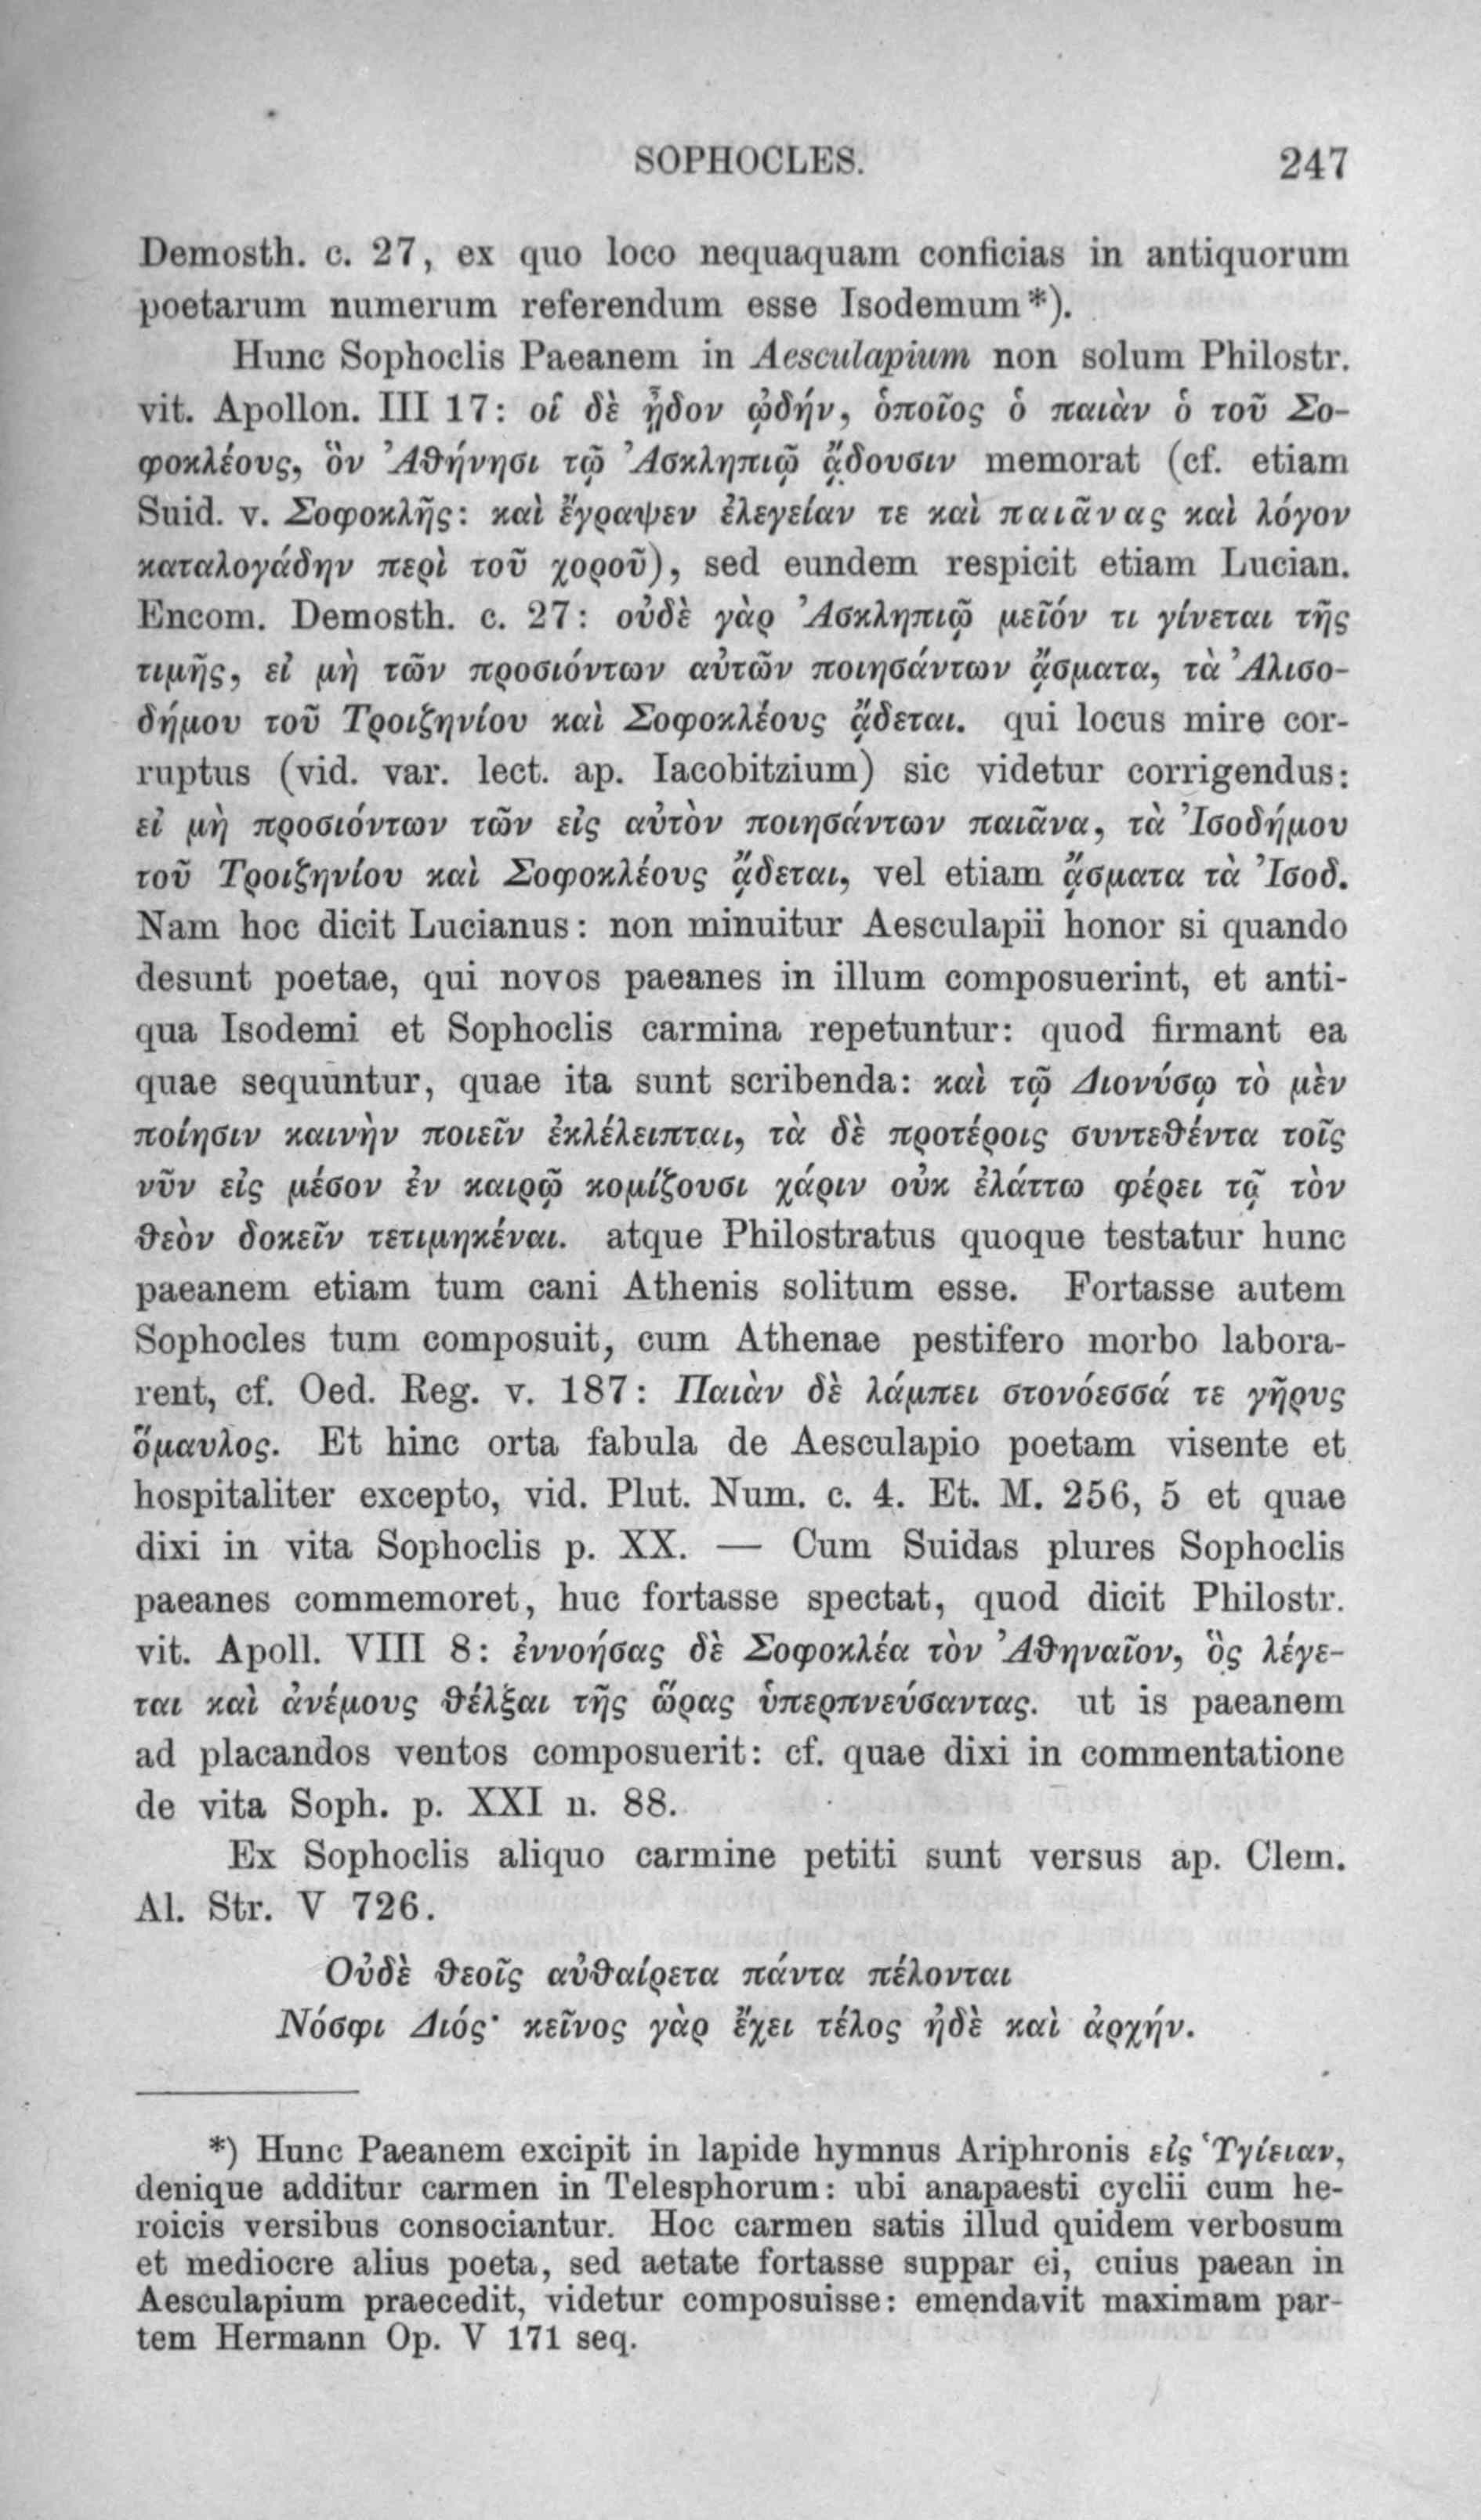 SOPHOCLES. 247
Demosth. c. 27, ex quo loco nequaquam conficias in antiquorum
poetarum numerum referendum esse Isodemum*).
Hunc Sophoclis Paeanem in Aesculapium non solum Philostr.
vit. Apollon. III 17: οἱ δὲ ᾖδον ᾠδήν, ὁποῖος ὁ παιὰν ὁ τοῦ Σο-
φοκλέους, ὃν Ἀθήνησι τῷ Ἀσκληπιῷ ᾄδουσιν memorat (cf. etiam
Suid. v. Σοφοκλῆς: καὶ ἔγραψεν ἐλεγείαν τε καὶ παιᾶνας καὶ λόγον
καταλογάδην περὶ τοῦ χοροῦ), sed eundem respicit etiam Lucian.
Encom. Demosth. c. 27: οὐδὲ γὰρ Ἀσκληπιῷ μεῖόν τι γίνεται τῆς
τιμῆς, εἰ μὴ τῶν προσιόντων αὐτῶν ποιησάντων ᾄσματα, τὰ Ἀλισο-
δήμου τοῦ Τροιζηνίου καὶ Σοφοκλέους ᾄδεται. qui locus mire cor-
ruptus (vid. var. lect. ap. Iacobitzium) sic videtur corrigendus:
εἰ μὴ προσιόντων τῶν εἰς αὐτὸν ποιησάντων παιᾶνα, τὰ Ἰσοδήμου
τοῦ Τροιζηνίου καὶ Σοφοκλέους ᾄδεται, vel etiam ᾄσματα τὰ Ἰσοδ.
Nam hoc dicit Lucianus: non minuitur Aesculapii honor si quando
desunt poetae, qui novos paeanes in illum composuerint, et anti-
qua Isodemi et Sophoclis carmina repetuntur: quod firmant ea
quae sequuntur, quae ita sunt scribenda: καὶ τῷ Διονύσῳ τὸ μὲν
ποίησιν καινὴν ποιεῖν ἐκλέλειπται, τὰ δὲ προτέροις συντεθέντα τοῖς
νῦν εἰς μέσον ἐν καιρῷ κομίζουσι χάριν οὐκ ἐλάττω φέρει τᾷ τὸν
θεὸν δοκεῖν τετιμηκέναι. atque Philostratus quoque testatur hunc
paeanem etiam tum cani Athenis solitum esse. Fortasse autem
Sophocles tum composuit, cum Athenae pestifero morbo labora-
rent, cf. Oed. Reg. v. 187: Παιὰν δὲ λάμπει στονόεσσά τε γῆρυς
ὅμαυλος. Et hinc orta fabula de Aesculapio poetam visente et
hospitaliter excepto, vid. Plut. Num. c. 4. Et. M. 256, 5 et quae
dixi in vita Sophoclis p. XX. — Cum Suidas plures Sophoclis
paeanes commemoret, huc fortasse spectat, quod dicit Philostr.
vit. Apoll. VIII 8: ἐννοήσας δὲ Σοφοκλέα τὸν Ἀθηναῖον, ὃς λέγε-
ται καὶ ἀνέμους θέλξαι τῆς ὥρας ὑπερπνεύσαντας. ut is paeanem
ad placandos ventos composuerit: cf. quae dixi in commentatione
de vita Soph. p. XXI n. 88.
Ex Sophoclis aliquo carmine petiti sunt versus ap. Clem.
Al. Str. V 726.
Οὐδὲ θεοῖς αὐθαίρετα πάντα πέλονται
Νόσφι Διός· κεῖνος γὰρ ἔχει τέλος ἠδὲ καὶ ἀρχήν.
*) Hunc Paeanem excipit in lapide hymnus Ariphronis εἰς Ὑγίειαν,
denique additur carmen in Telesphorum: ubi anapaesti cyclii cum he-
roicis versibus consociantur. Hoc carmen satis illud quidem verbosum
et mediocre alius poeta, sed aetate fortasse suppar ei, cuius paean in
Aesculapium praecedit, videtur composuisse: emendavit maximam par-
tem Hermann Op. V 171 seq.